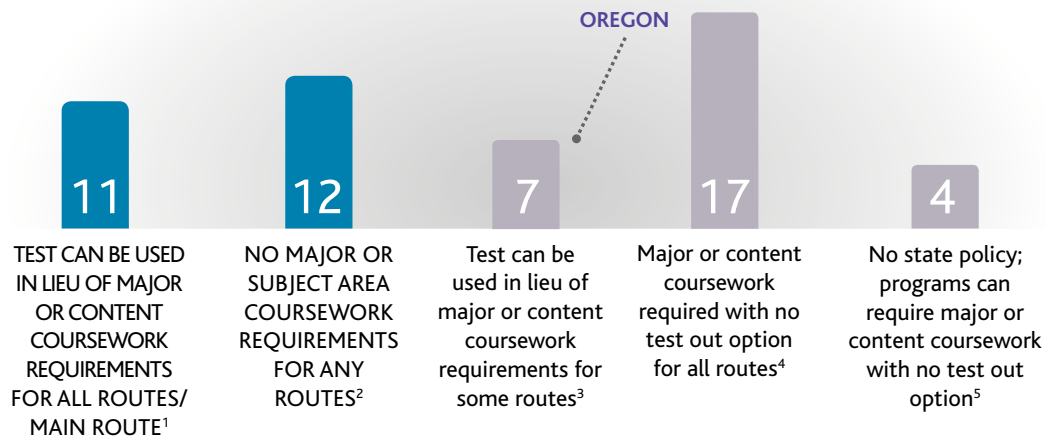 OREGON
11
12
7
17
4
TEST CAN BE USED
IN LIEU OF MAJOR
OR CONTENT
COURSEWORK
REQUIREMENTS
FOR ALL ROUTES/
MAIN ROUTE¹
NO MAJOR OR
SUBJECT AREA
COURSEWORK
REQUIREMENTS
FOR ANY
ROUTES²
Test can be
used in lieu of
major or content
coursework
requirements for
some routes³
Major or content
coursework
required with no
test out option
for all routes⁴
No state policy;
programs can
require major or
content coursework
with no test out
option⁵